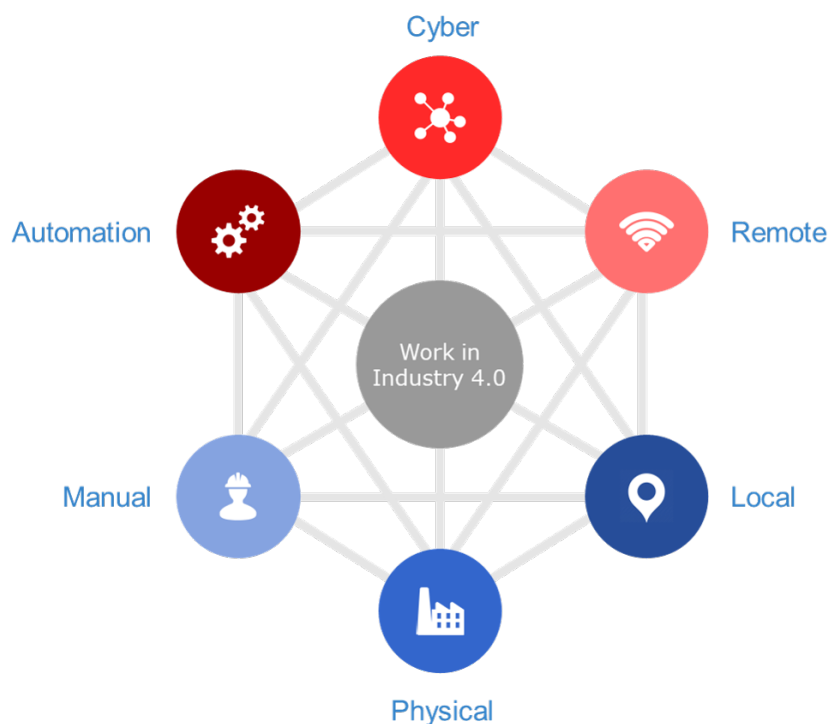 Cyber
Automation
Remote
Work in
Industry 4.0
Manual
Local
Physical